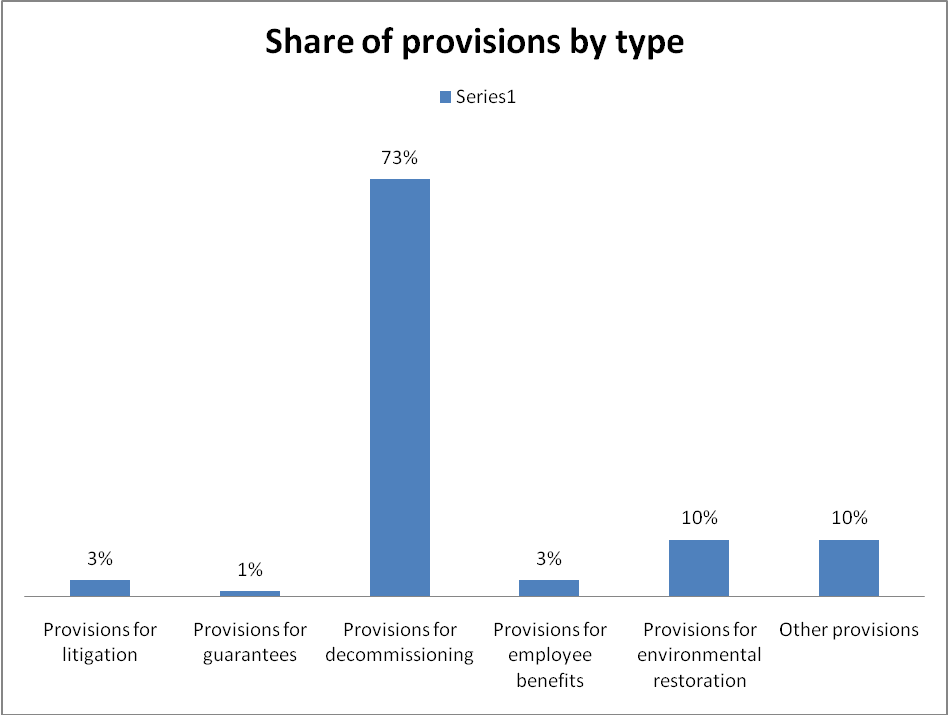 Share of provisions by type
Series1
73%
10%
10%
3%
1%
3%
Provisions for
litigation
Provisions for
guarantees
Provisions for
decommissioning
Provisions for
employee
benefits
Provisions for
environmental
restoration
Other provisions